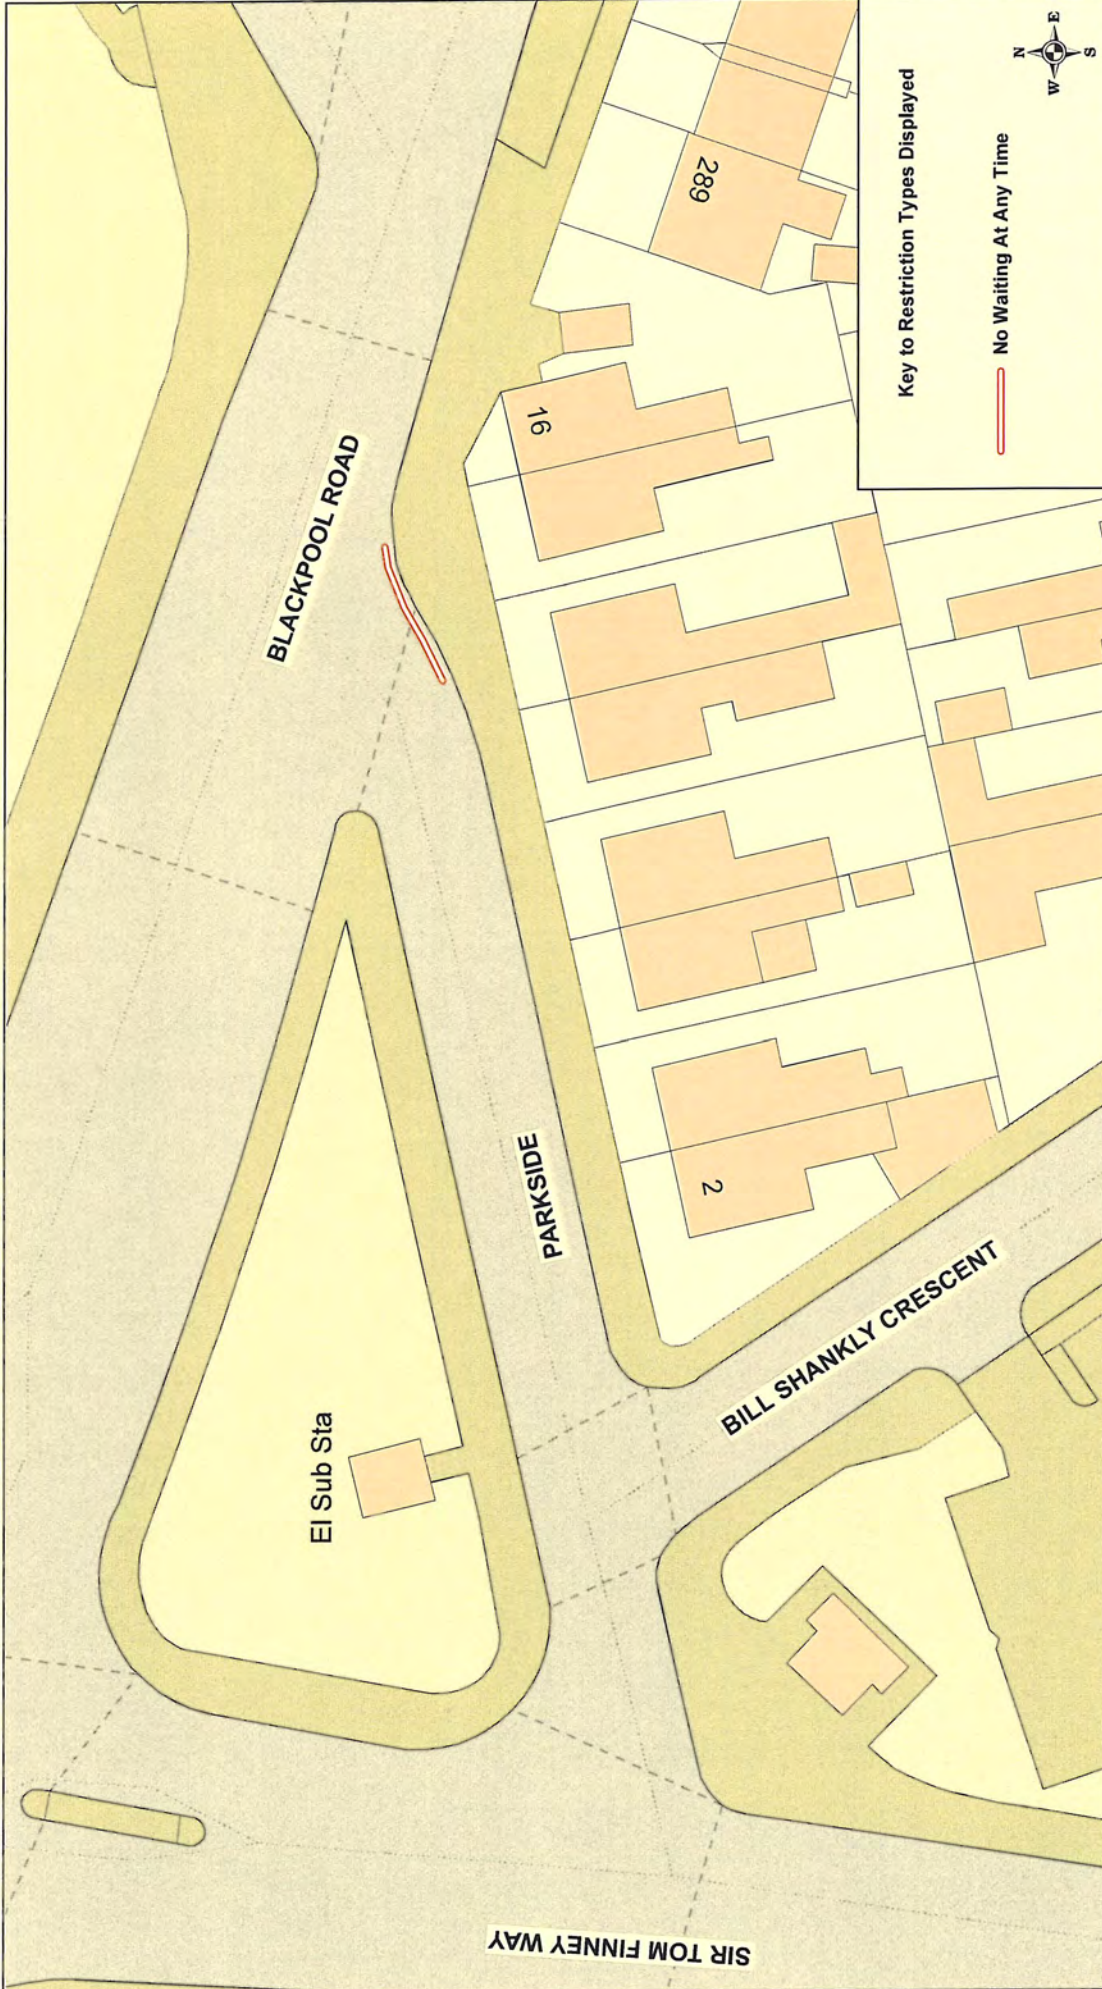 BLACKPOOL ROAD
289
16
PARKSIDE
2
El Sub Sta
BILL SHANKLY CRESCENT
SIR TOM FINNEY WAY
Key to Restriction Types Displayed
No Waiting At Any Time
N
E
S
W